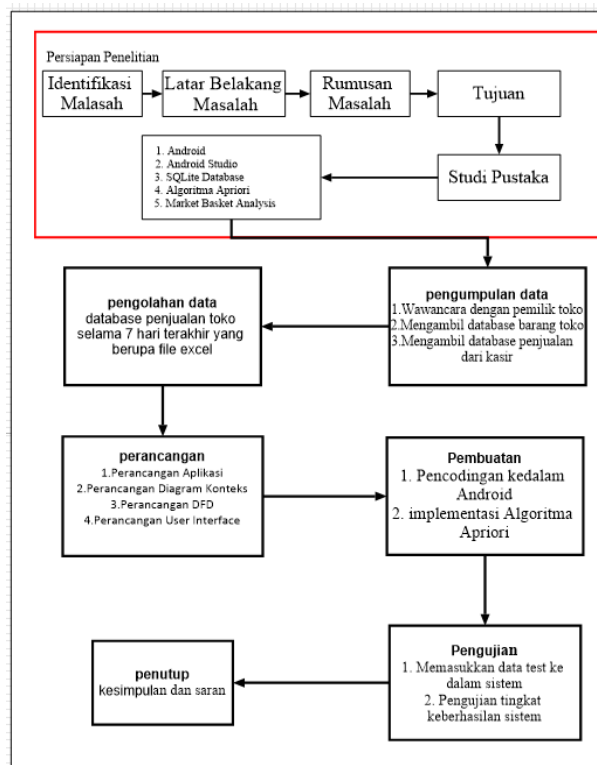 Persiapan Penelitian
Identifikasi
Malasah
Latar Belakang
Masalah
Rumusan
Masalah
Tujuan
Studi Pustaka
1. Android
2. Android Studio
3. SQLite Database
4. Algoritma Apriori
5. Market Basket Analysis
pengumpulan data
1.Wawancara dengan pemilik toko
2.Mengambil database barang toko
3.Mengambil database penjualan
dari kasir
pengolahan data
database penjualan toko
selama 7 hari terakhir yang
berupa file excel
perancangan
1.Perancangan Aplikasi
2.Perancangan Diagram Konteks
3.Perancangan DFD
4.Perancangan User Interface
Pembuatan
1. Pencodingan kedalam
Android
2. implementasi Algoritma
Apriori
Pengujian
1. Memasukkan data test ke
dalam sistem
2. Pengujian tingkat
keberhasilan sistem
penutup
kesimpulan dan saran